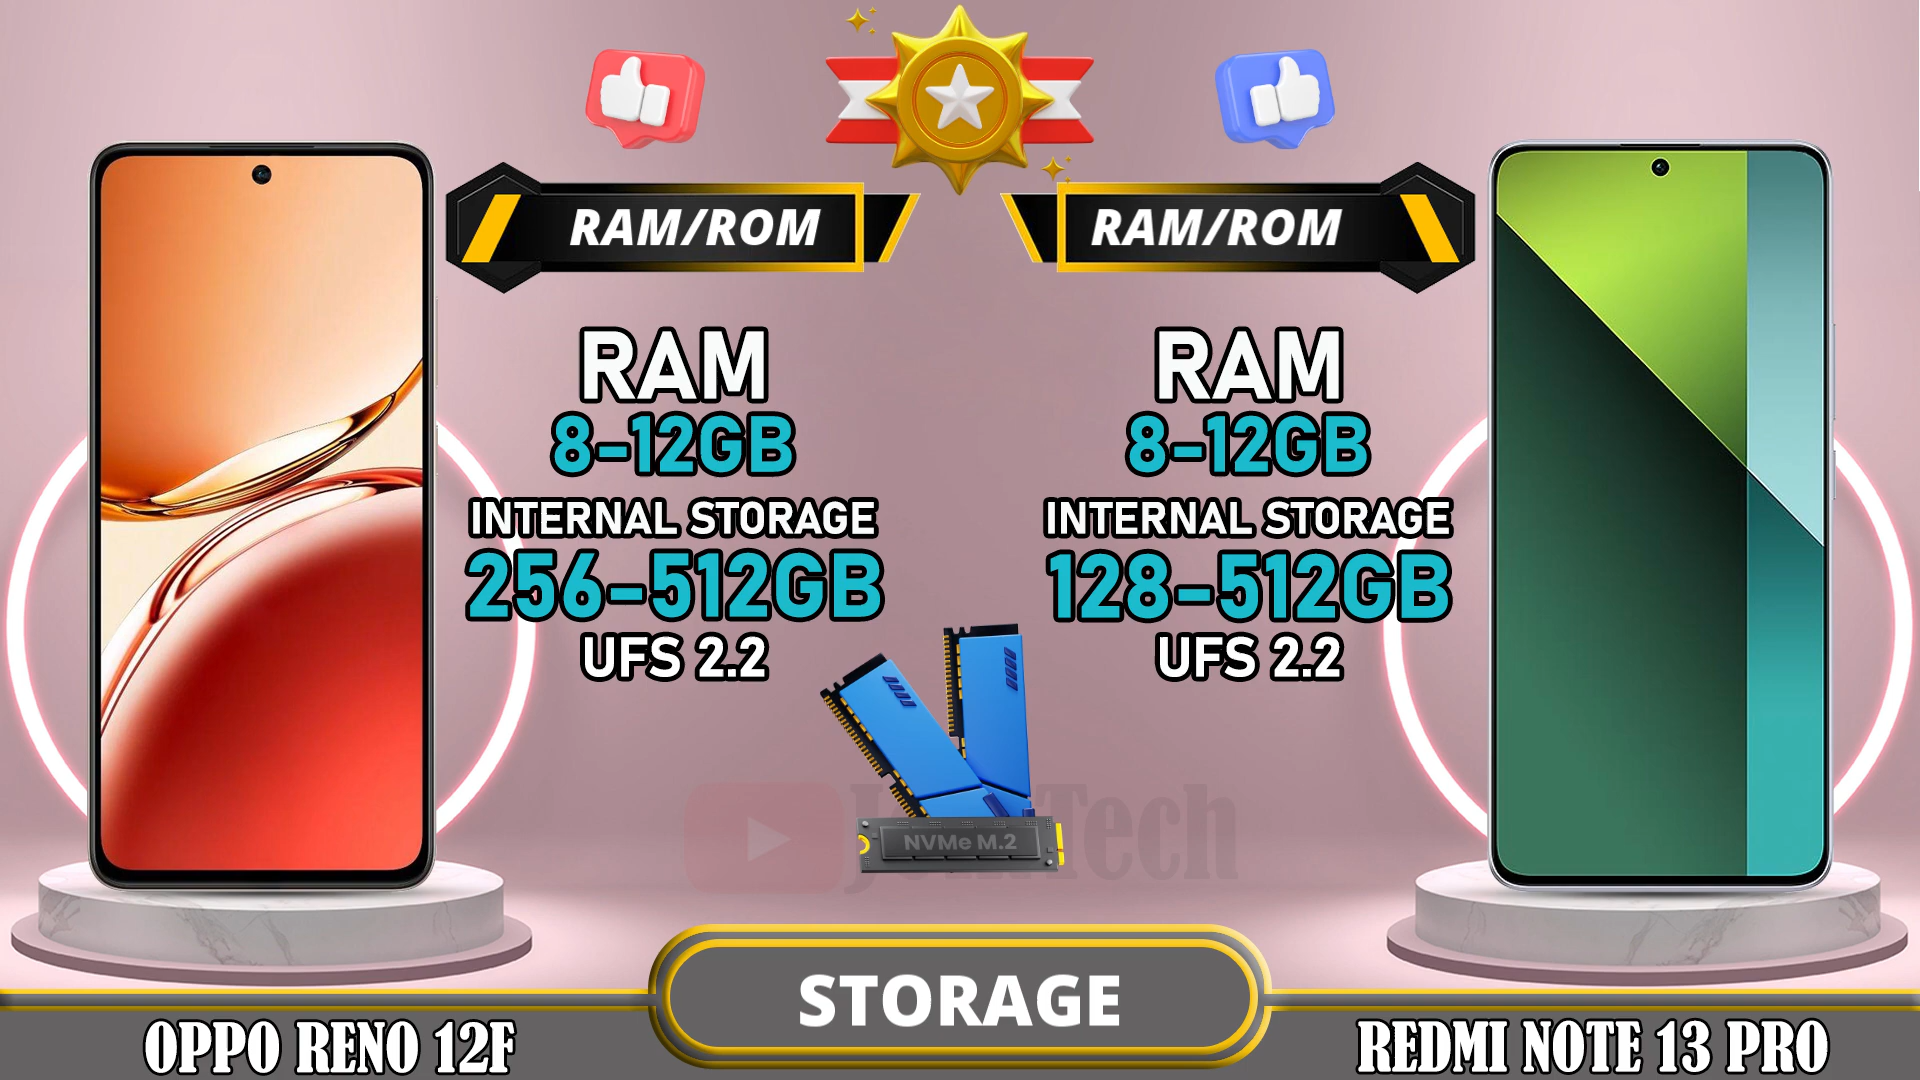 RAM/ROM
RAM/ROM
RAM
8-12GB
INTERNAL STORAGE
256-512GB
UFS 2.2
RAM
8-12GB
INTERNAL STORAGE
128-512GB
UFS 2.2
NVMe M.2
STORAGE
OPPO RENO 12F
REDMI NOTE 13 PRO